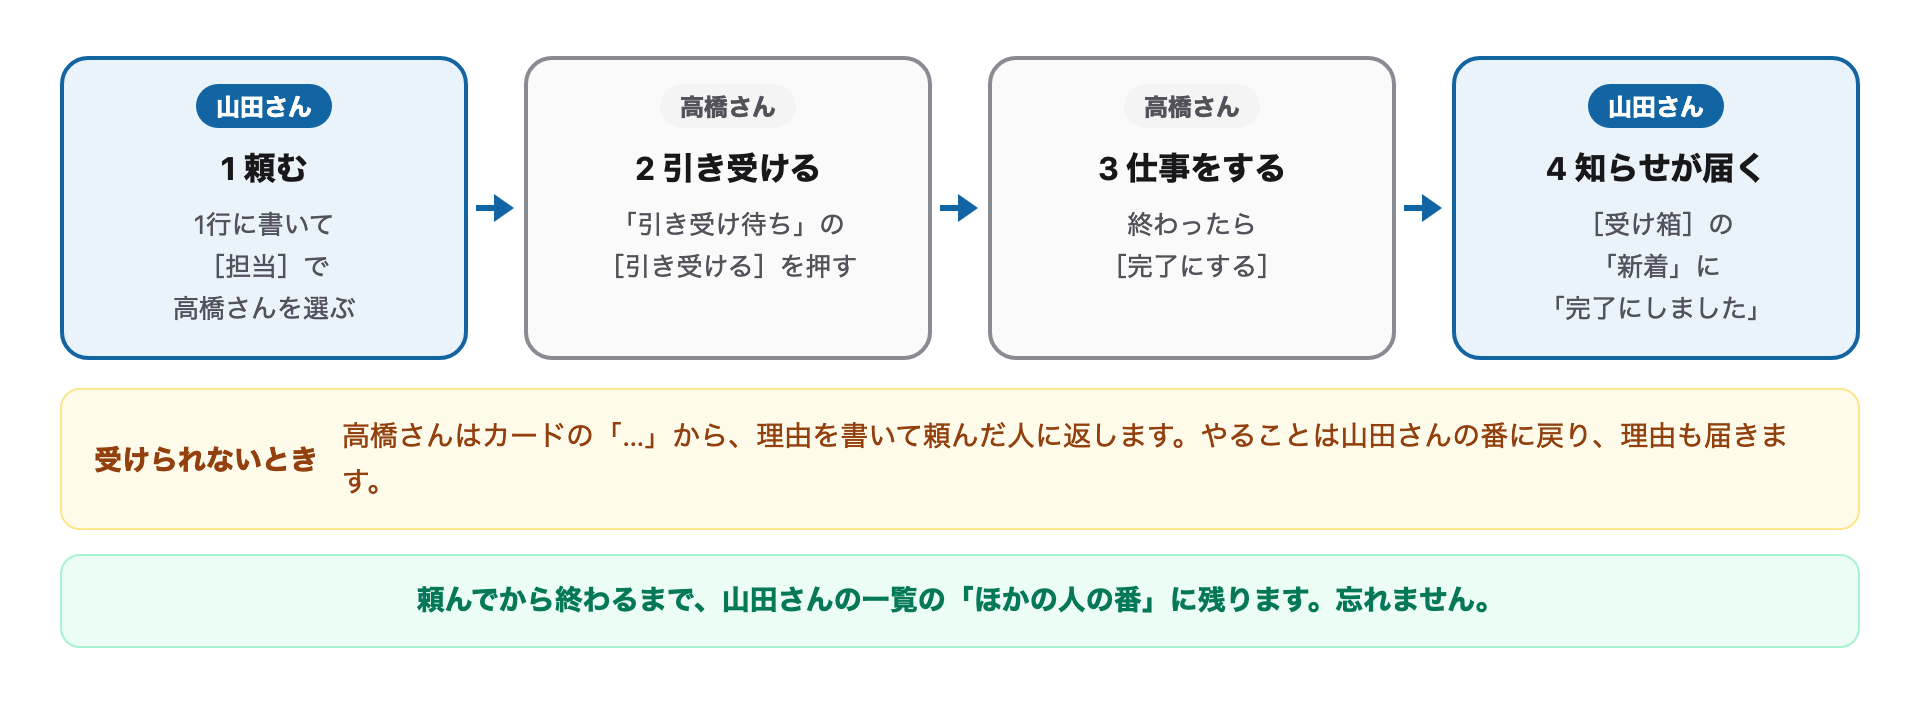 山田さん
1 頼む
1行に書いて
［担当］で
高橋さんを選ぶ
高橋さん
2 引き受ける
「引き受け待ち」の
［引き受ける］を押す
高橋さん
3 仕事をする
終わったら
［完了にする］
山田さん
4 知らせが届く
［受け箱］の
「新着」に
「完了にしました」
受けられないとき
高橋さんはカードの「…」から、理由を書いて頼んだ人に返します。やることは山田さんの番に戻り、理由も届きま
す。
頼んでから終わるまで、山田さんの一覧の「ほかの人の番」に残ります。忘れません。